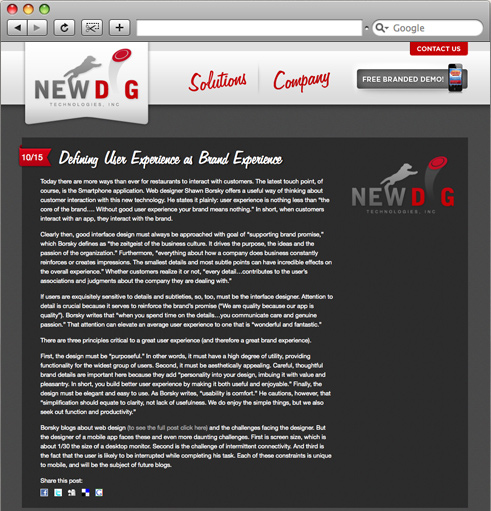 Google
CONTACT US
NEWD G
TECHNOLOGIES, INC
Solutions
Company
FREE BRANDED DEMO!
10/15
Defining User Experience as Brand Experience
Today there are more ways than ever for restaurants to interact with customers. The latest touch point, of
course, is the Smartphone application. Web designer Shawn Borsky offers a useful way of thinking about
customer interaction with this new technology. He states it plainly: user experience is nothing less than "the
core of the brand…. Without good user experience your brand means nothing." In short, when customers
interact with an app, they interact with the brand.
Clearly then, good interface design must always be approached with goal of "supporting brand promise,"
which Borsky defines as "the zeitgeist of the business culture. It drives the purpose, the ideas and the
passion of the organization." Furthermore, "everything about how a company does business constantly
reinforces or creates impressions. The smallest details and most subtle points can have incredible effects on
the overall experience." Whether customers realize it or not, "every detail…contributes to the user's
associations and judgments about the company they are dealing with."
If users are exquisitely sensitive to details and subtleties, so, too, must be the interface designer. Attention to
detail is crucial because it serves to reinforce the brand's promise ("We are quality because our app is
quality"). Borsky writes that "when you spend time on the details…you communicate care and genuine
passion." That attention can elevate an average user experience to one that is "wonderful and fantastic."
There are three principles critical to a great user experience (and therefore a great brand experience).
First, the design must be "purposeful." In other words, it must have a high degree of utility, providing
functionality for the widest group of users. Second, it must be aesthetically appealing. Careful, thoughtful
brand details are important here because they add "personality into your design, imbuing it with value and
pleasantry. In short, you build better user experience by making it both useful and enjoyable." Finally, the
design must be elegant and easy to use. As Borsky writes, "usability is comfort." He cautions, however, that
"simplification should equate to clarity, not lack of usefulness. We do enjoy the simple things, but we also
seek out function and productivity."
Borsky blogs about web design (to see the full post click here) and the challenges facing the designer. But
the designer of a mobile app faces these and even more daunting challenges. First is screen size, which is
about 1/30 the size of a desktop monitor. Second is the challenge of intermittent connectivity. And third is
the fact that the user is likely to be interrupted while completing his task. Each of these constraints is unique
to mobile, and will be the subject of future blogs.
Share this post:
NEWD G
TECHNOLOGIES, INC